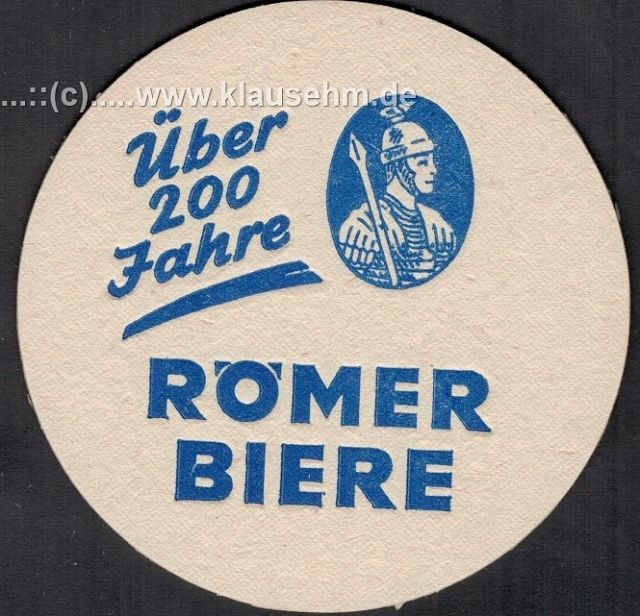 ...::(c).....www.klausehm.de
Über
200
Jahre
RÖMER
BIERE